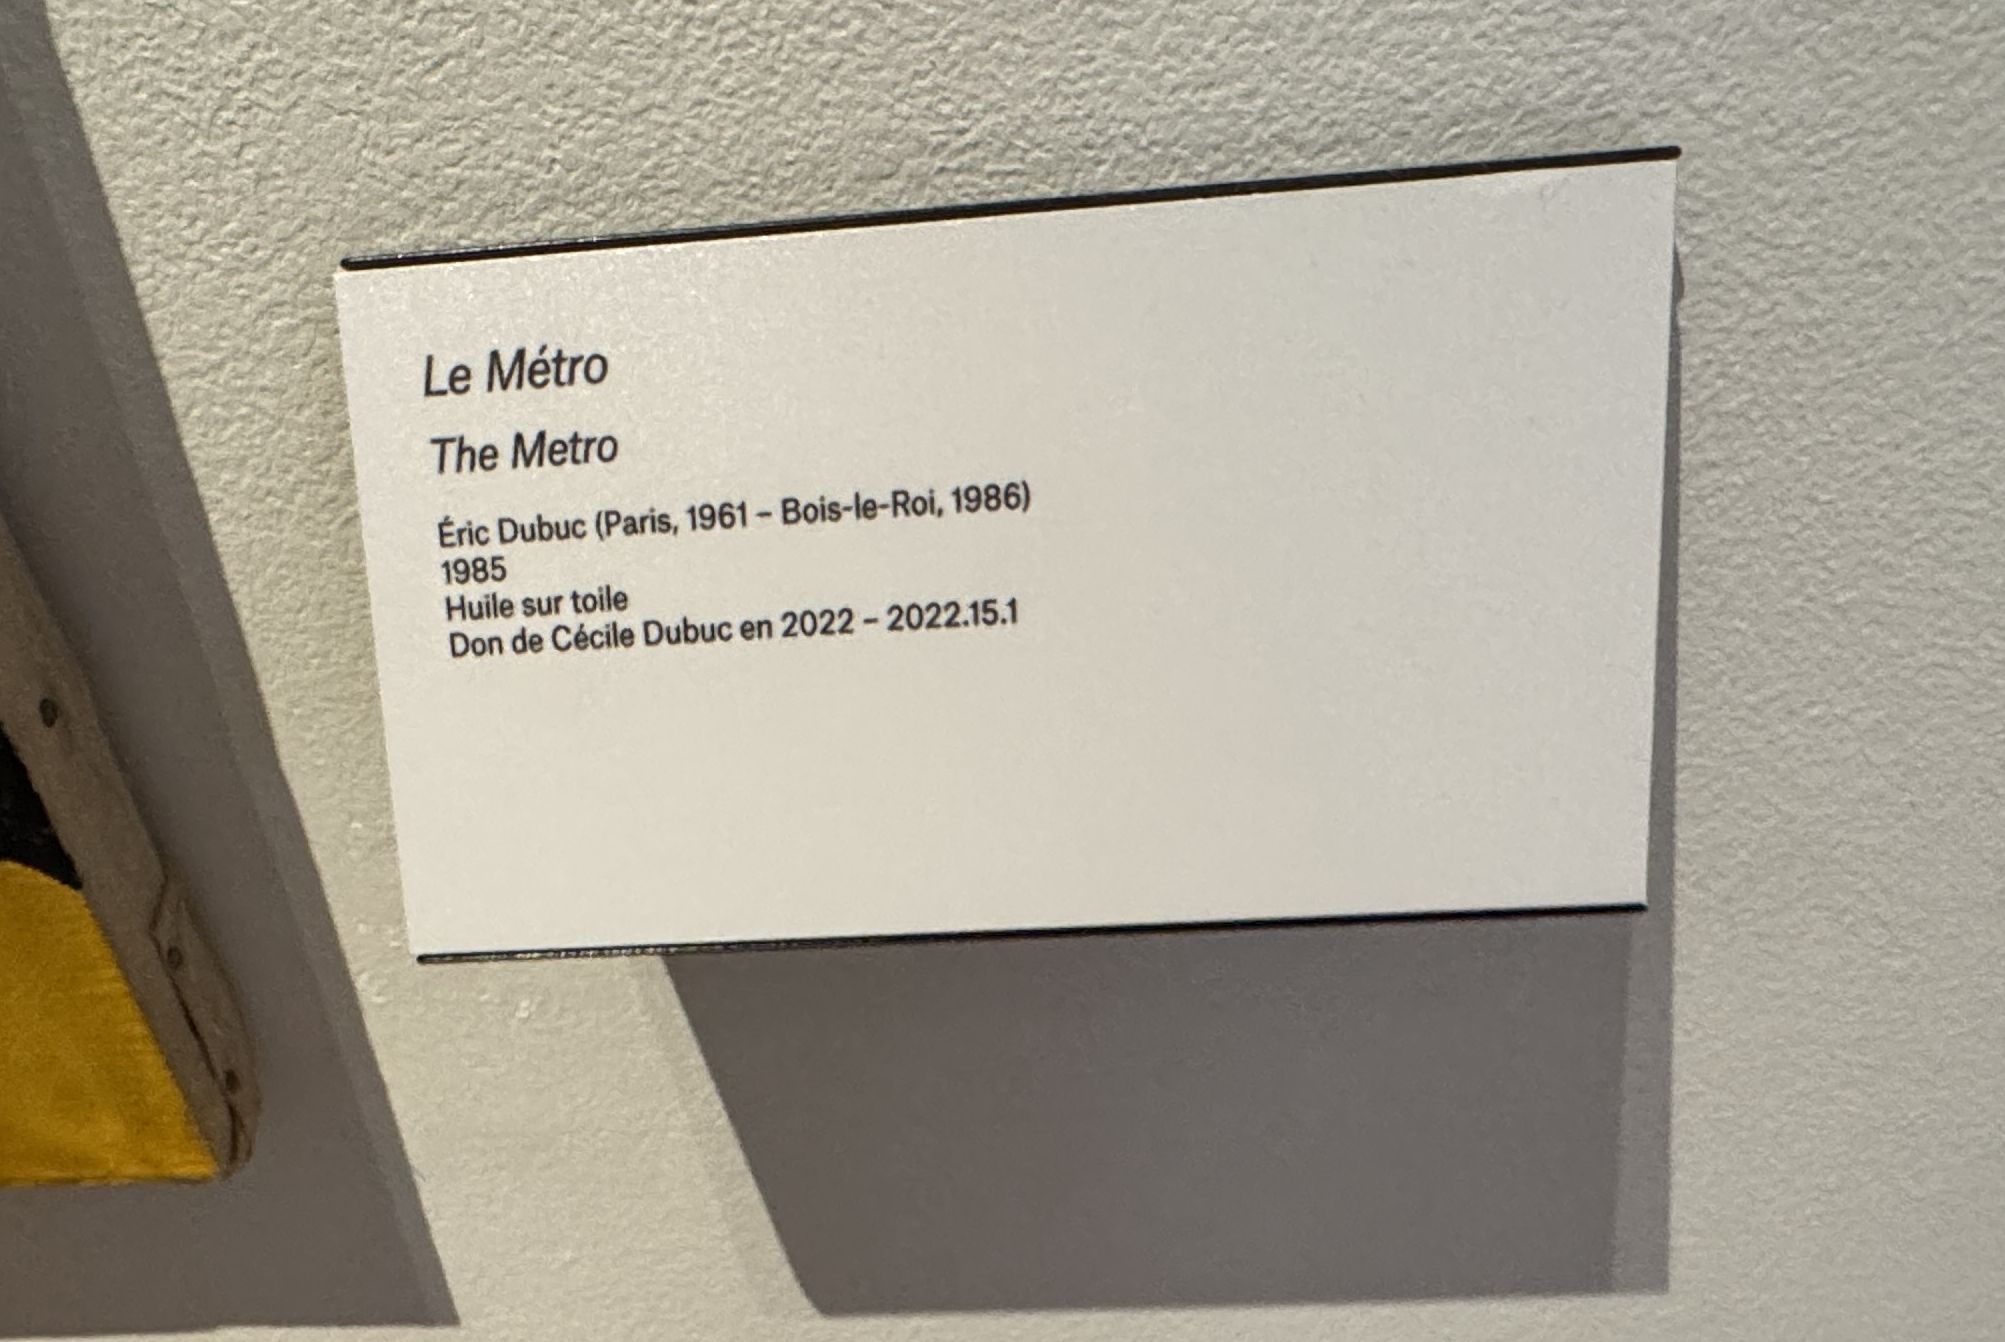 Le Métro
The Metro
Éric Dubuc (Paris, 1961 – Bois-le-Roi, 1986)
1985
Huile sur toile
Don de Cécile Dubuc en 2022 – 2022.15.1